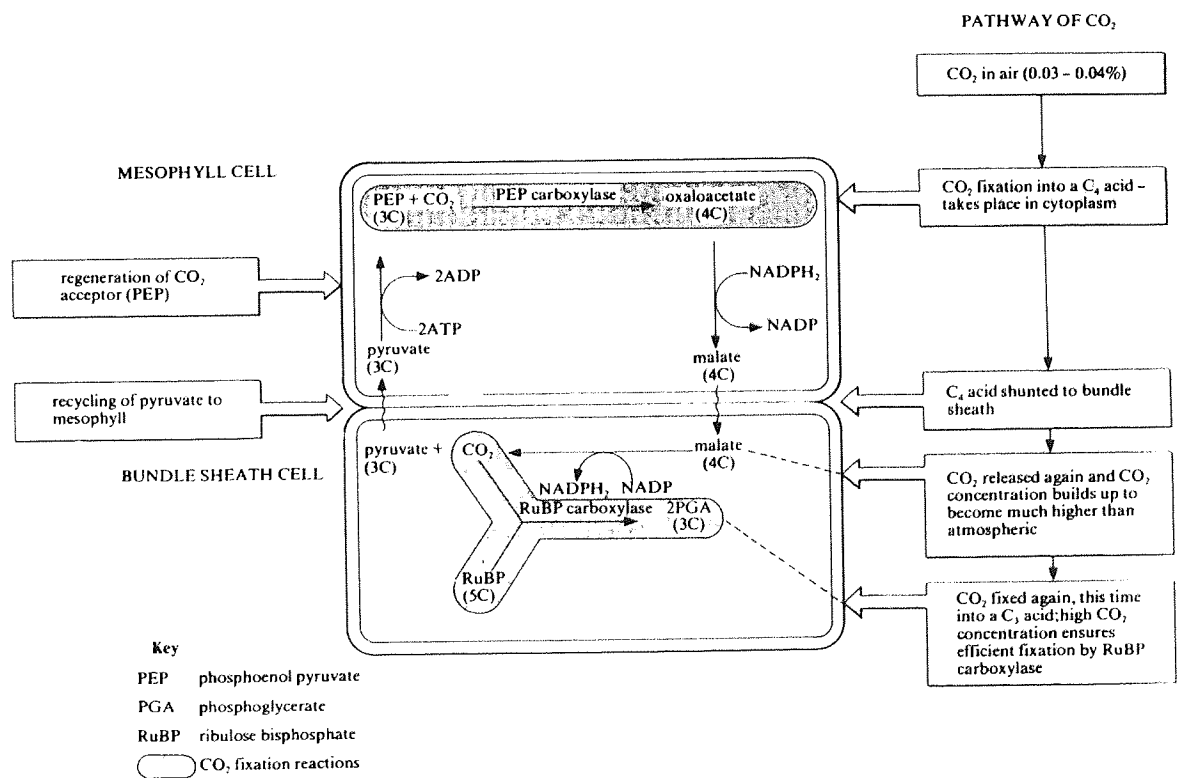 PATHWAY OF CO₂
CO₂ in air (0.03 – 0.04%)
MESOPHYLL CELL
PEP + CO₂
(3C)
PEP carboxylase
oxaloacetate
(4C)
CO₂ fixation into a C₄ acid –
takes place in cytoplasm
regeneration of CO₂
acceptor (PEP)
2ADP
2ATP
NADPH₂
NADP
pyruvate
(3C)
malate
(4C)
recycling of pyruvate to
mesophyll
C₄ acid shunted to bundle
sheath
BUNDLE SHEATH CELL
pyruvate +
(3C)
CO₂
malate
(4C)
NADPH₂ NADP
RuBP carboxylase
2PGA
(3C)
RuBP
(5C)
CO₂ released again and CO₂
concentration builds up to
become much higher than
atmospheric
CO₂ fixed again, this time
into a C₃ acid; high CO₂
concentration ensures
efficient fixation by RuBP
carboxylase
Key
PEP phosphoenol pyruvate
PGA phosphoglycerate
RuBP ribulose bisphosphate
CO₂ fixation reactions